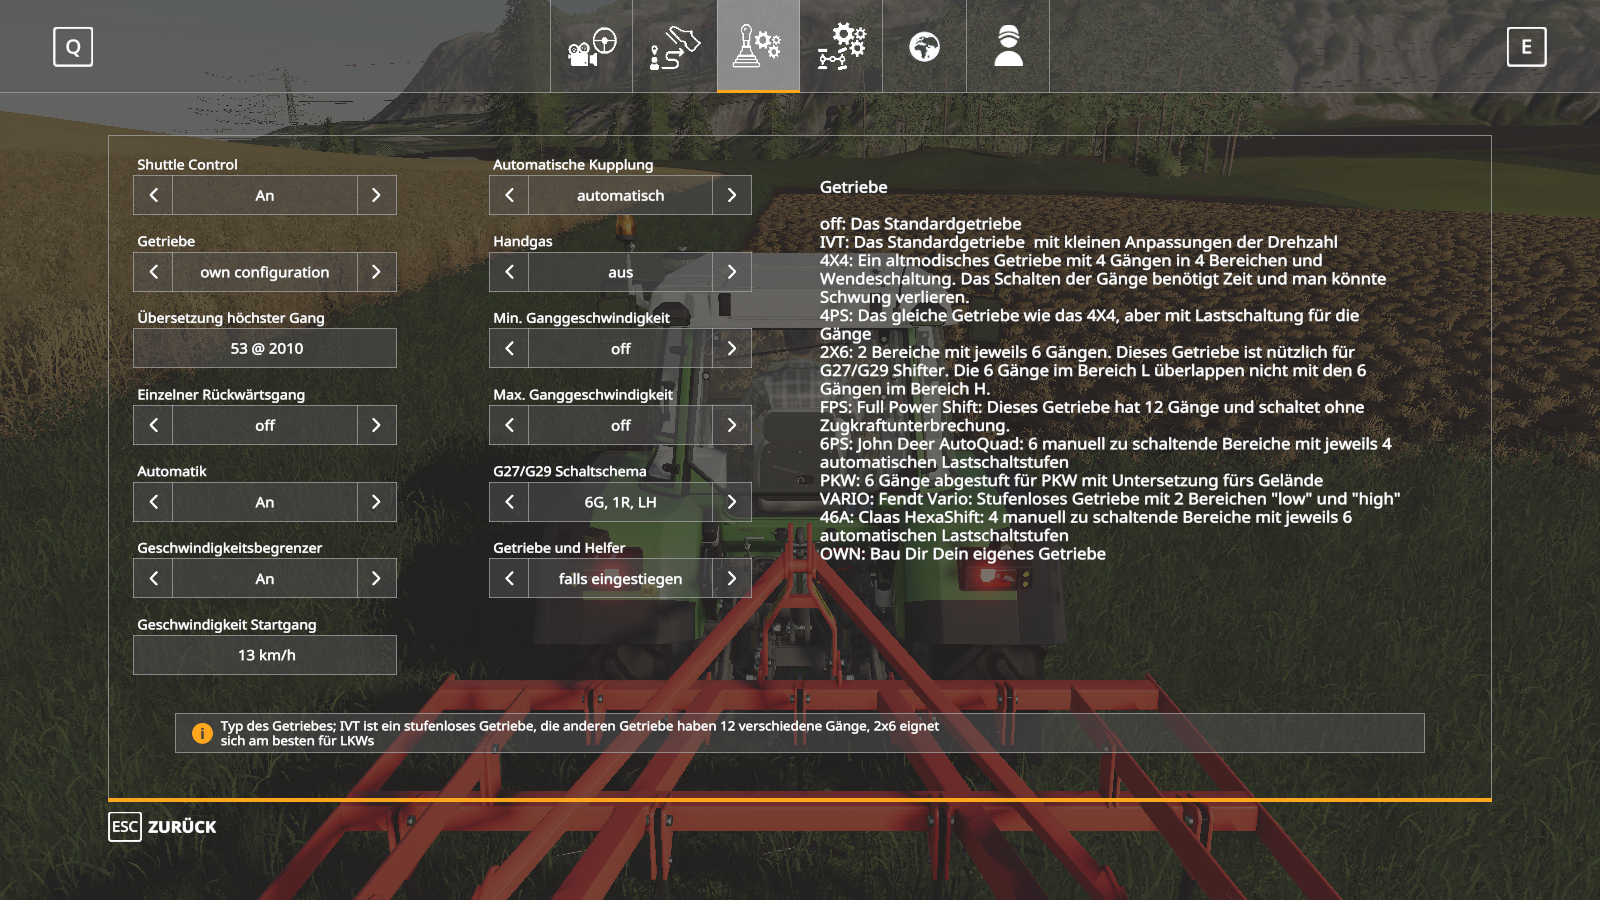 Q
E
Shuttle Control
An
Getriebe
own configuration
Übersetzung höchster Gang
53 @ 2010
Einzelner Rückwärtsgang
off
Automatik
An
Geschwindigkeitsbegrenzer
An
Geschwindigkeit Startgang
13 km/h
Automatische Kupplung
automatisch
Handgas
aus
Min. Ganggeschwindigkeit
off
Max. Ganggeschwindigkeit
off
G27/G29 Schaltschema
6G, 1R, LH
Getriebe und Helfer
falls eingestiegen
Getriebe
off: Das Standardgetriebe
IVT: Das Standardgetriebe  mit kleinen Anpassungen der Drehzahl
4X4: Ein altmodisches Getriebe mit 4 Gängen in 4 Bereichen und
Wendeschaltung. Das Schalten der Gänge benötigt Zeit und man könnte
Schwung verlieren.
4PS: Das gleiche Getriebe wie das 4X4, aber mit Lastschaltung für die
Gänge
2X6: 2 Bereiche mit jeweils 6 Gängen. Dieses Getriebe ist nützlich für
G27/G29 Shifter. Die 6 Gänge im Bereich L überlappen nicht mit den 6
Gängen im Bereich H.
FPS: Full Power Shift: Dieses Getriebe hat 12 Gänge und schaltet ohne
Zugkraftunterbrechung.
6PS: John Deer AutoQuad: 6 manuell zu schaltende Bereiche mit jeweils 4
automatischen Lastschaltstufen
PKW: 6 Gänge abgestuft für PKW mit Untersetzung fürs Gelände
VARIO: Fendt Vario: Stufenloses Getriebe mit 2 Bereichen "low" und "high"
46A: Claas HexaShift: 4 manuell zu schaltende Bereiche mit jeweils 6
automatischen Lastschaltstufen
OWN: Bau Dir Dein eigenes Getriebe
Typ des Getriebes; IVT ist ein stufenloses Getriebe, die anderen Getriebe haben 12 verschiedene Gänge, 2x6 eignet
sich am besten für LKWs
ESC ZURÜCK